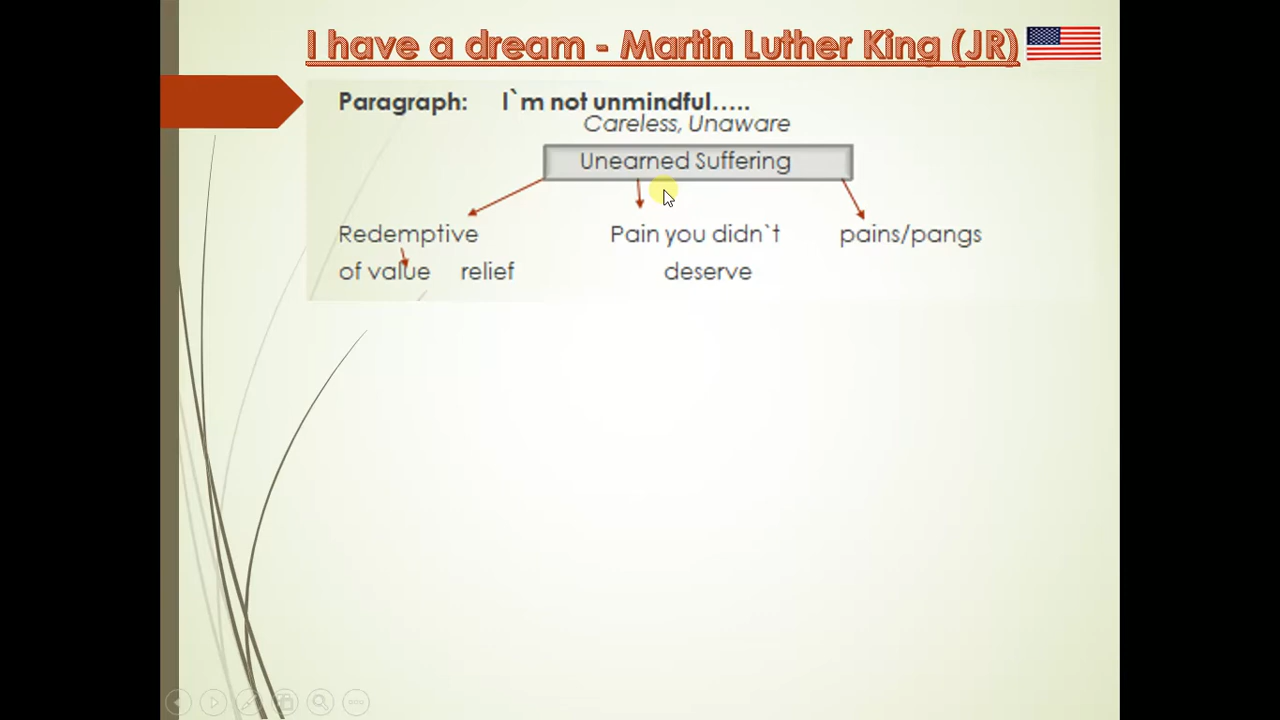 I have a dream - Martin Luther King (JR)
Paragraph: I`m not unmindful.....
Careless, Unaware
Unearned Suffering
Redemptive Pain you didn`t pains/pangs
of value relief deserve